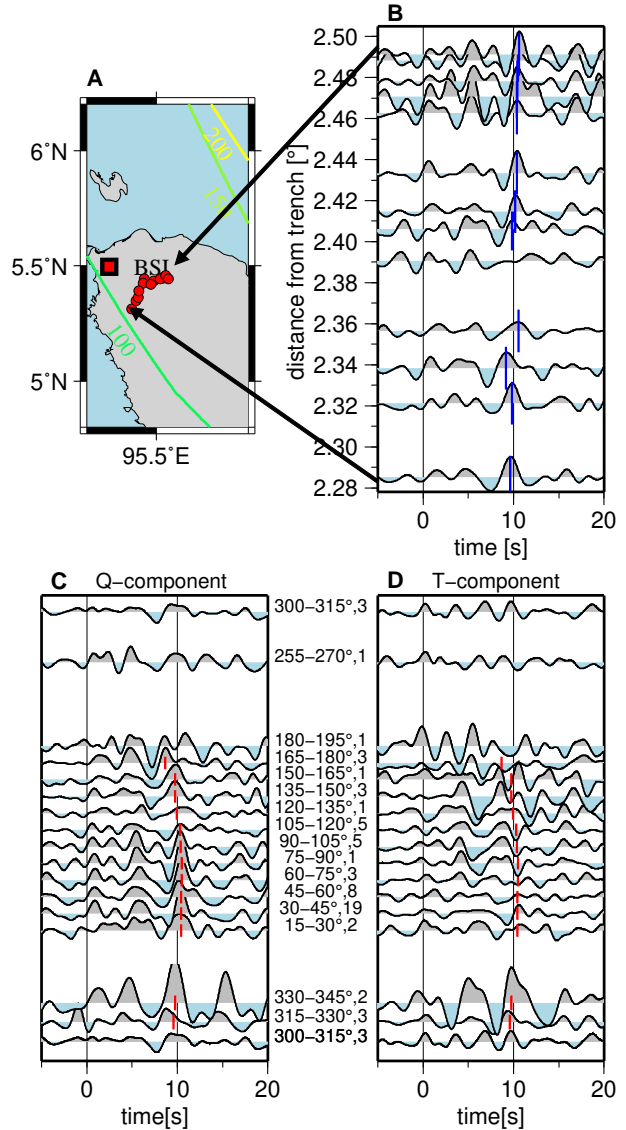 A
6˚N
5.5˚N
5˚N
95.5˚E
200
150
100
BSI
B
distance from trench [°]
2.50
2.48
2.46
2.44
2.42
2.40
2.38
2.36
2.34
2.32
2.30
2.28
0 10 20
time [s]
C Q−component
D T−component
300−315°,3
255−270°,1
180−195°,1
165−180°,3
150−165°,1
135−150°,3
120−135°,1
105−120°,5
90−105°,5
75−90°,1
60−75°,3
45−60°,8
30−45°,19
15−30°,2
330−345°,2
315−330°,3
300−315°,3
0 10 20
time[s]
0 10 20
time[s]